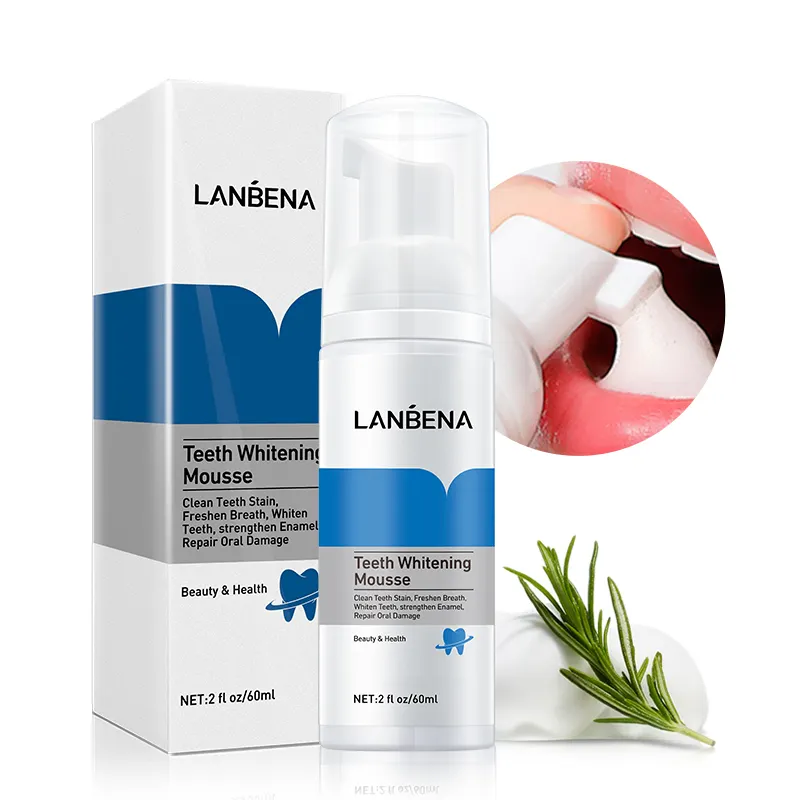 LANBENA
Teeth Whitening
Mousse
Clean Teeth Stain,
Freshen Breath, Whiten
Teeth, strengthen Enamel
Repair Oral Damage
Beauty & Health
NET:2 fl oz/60ml
LANBENA
Teeth Whitening
Mousse
Clean Teeth Stain, Freshen Breath,
Whiten Teeth, strengthen Enamel,
Repair Oral Damage
Beauty & Health
NET:2 fl oz/60ml